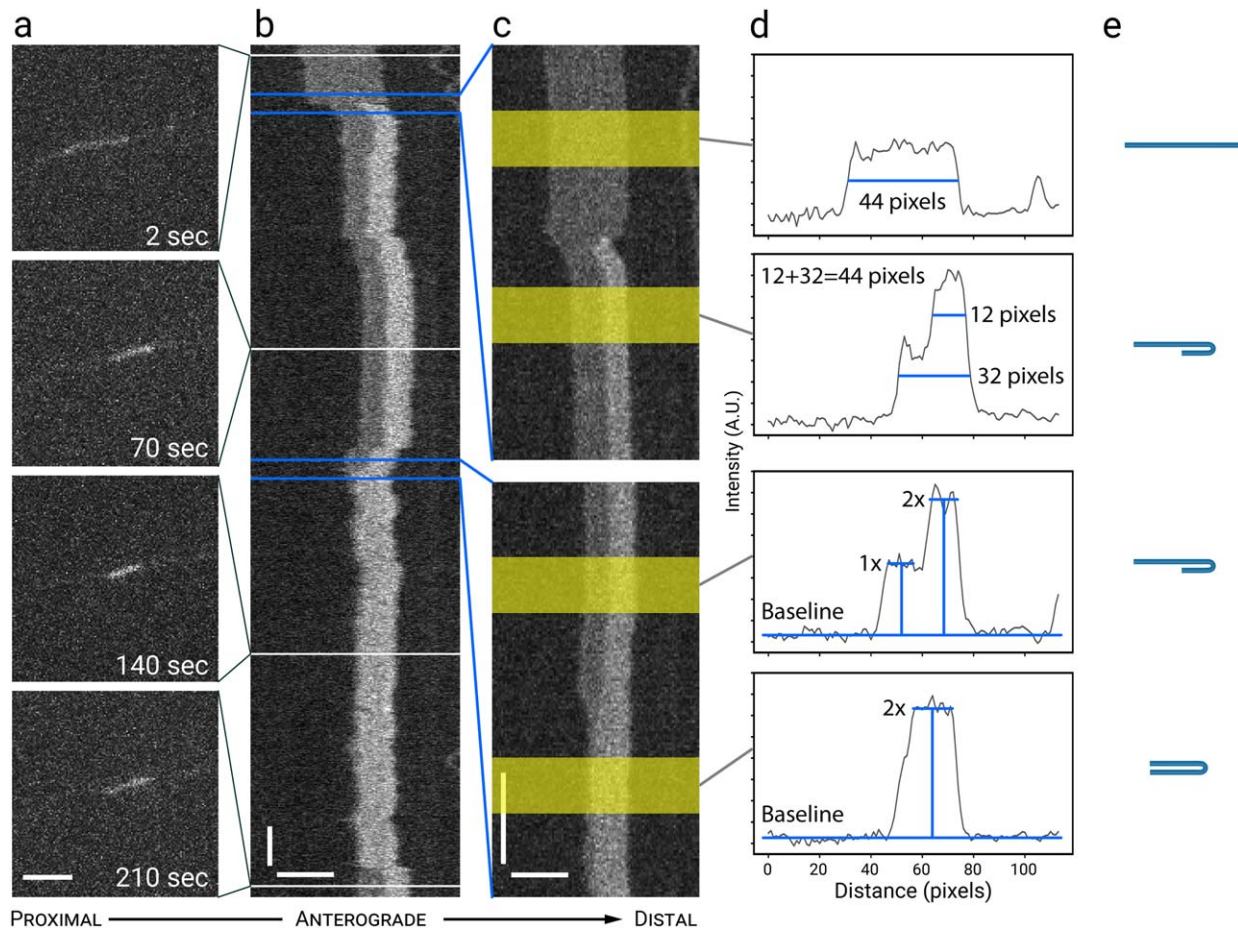 a b c d e
2 sec
70 sec
140 sec
210 sec
44 pixels
12+32=44 pixels
12 pixels
32 pixels
Intensity (A.U.)
2x
1x
Baseline
2x
Baseline
0 20 40 60 80 100
Distance (pixels)
PROXIMAL ANTEROGRADE DISTAL